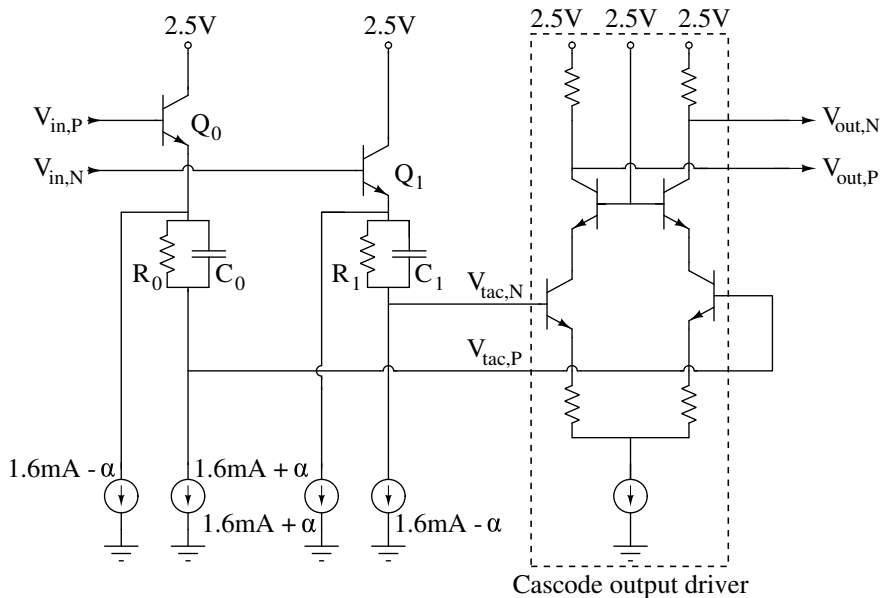 2.5V
2.5V
2.5V 2.5V 2.5V
V_in,P
Q_0
V_out,N
V_in,N
Q_1
V_out,P
R_0 C_0
R_1 C_1
V_tac,N
V_tac,P
1.6mA - α
1.6mA + α
1.6mA + α
1.6mA - α
Cascode output driver